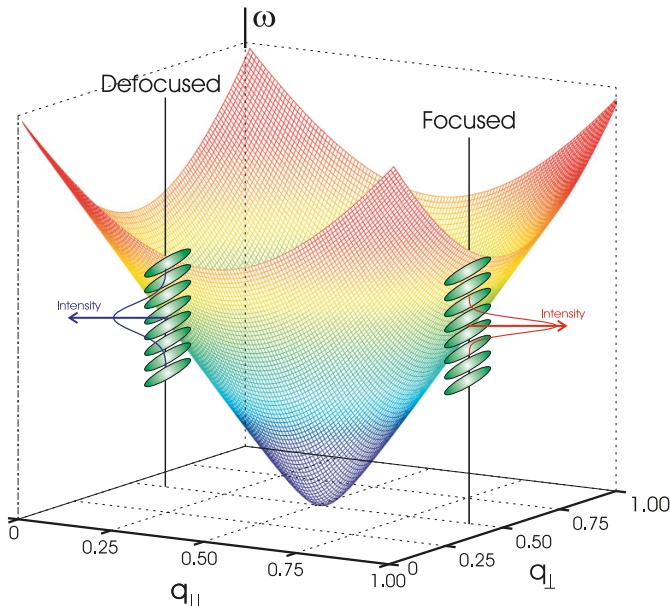 ω
Defocused
Focused
Intensity
Intensity
0
0.25
0.50
0.75
1.00
q||
0
0.25
0.50
0.75
1.00
q⊥